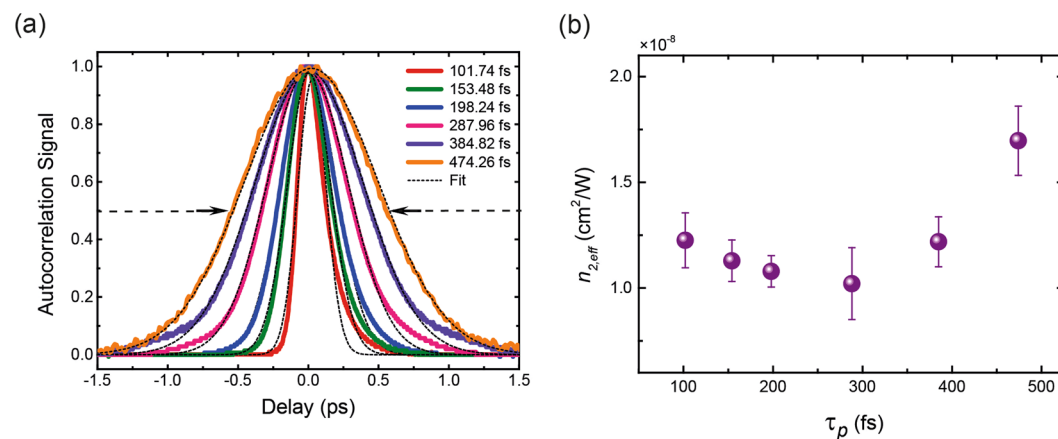 (a)
1.0
0.8
0.6
0.4
0.2
0.0
Autocorrelation Signal
101.74 fs
153.48 fs
198.24 fs
287.96 fs
384.82 fs
474.26 fs
Fit
-1.5 -1.0 -0.5 0.0 0.5 1.0 1.5
Delay (ps)
(b)
×10⁻⁸
2.0
1.5
1.0
n₂,eff (cm²/W)
100 200 300 400 500
τₚ (fs)